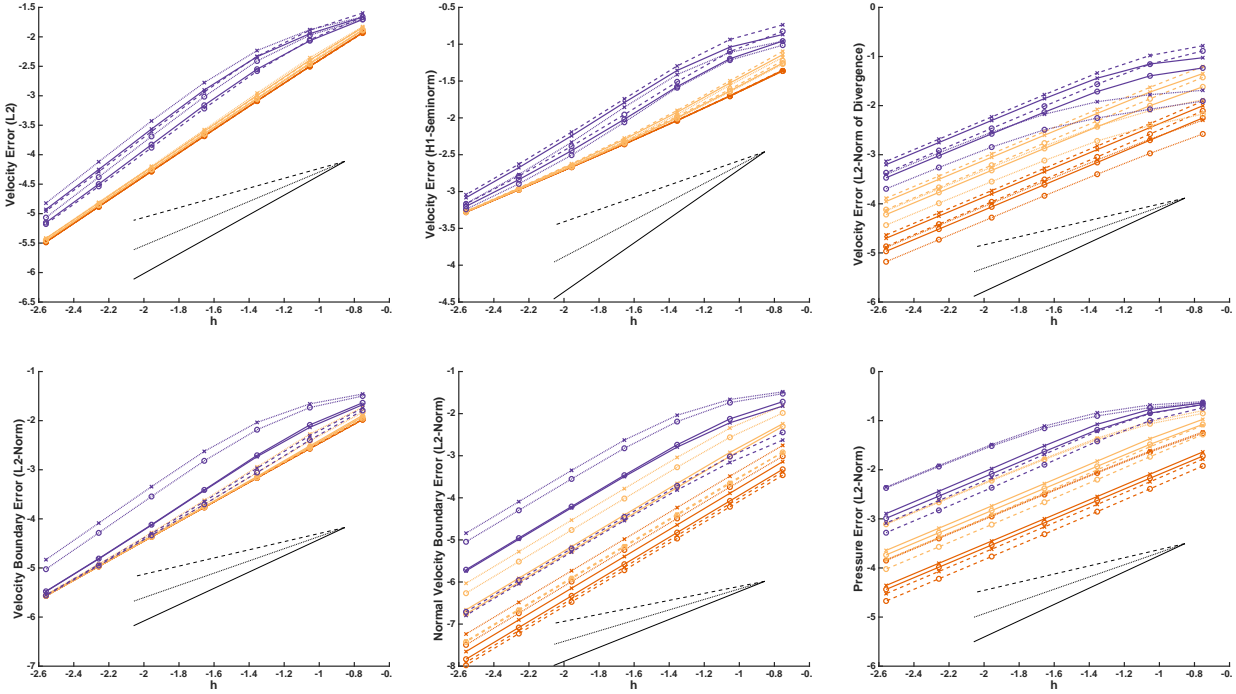 Velocity Error (L2)
-1.5
-2
-2.5
-3
-3.5
-4
-4.5
-5
-5.5
-6
-6.5
-2.6 -2.4 -2.2 -2 -1.8 -1.6 -1.4 -1.2 -1 -0.8 -0.
h
Velocity Error (H1-Seminorm)
-0.5
-1
-1.5
-2
-2.5
-3
-3.5
-4
-4.5
-2.6 -2.4 -2.2 -2 -1.8 -1.6 -1.4 -1.2 -1 -0.8 -0.
h
Velocity Error (L2-Norm of Divergence)
0
-1
-2
-3
-4
-5
-6
-2.6 -2.4 -2.2 -2 -1.8 -1.6 -1.4 -1.2 -1 -0.8 -0.
h
Velocity Boundary Error (L2-Norm)
-1
-2
-3
-4
-5
-6
-7
-2.6 -2.4 -2.2 -2 -1.8 -1.6 -1.4 -1.2 -1 -0.8 -0.
h
Normal Velocity Boundary Error (L2-Norm)
-1
-2
-3
-4
-5
-6
-7
-8
-2.6 -2.4 -2.2 -2 -1.8 -1.6 -1.4 -1.2 -1 -0.8 -0.
h
Pressure Error (L2-Norm)
0
-1
-2
-3
-4
-5
-6
-2.6 -2.4 -2.2 -2 -1.8 -1.6 -1.4 -1.2 -1 -0.8 -0.
h